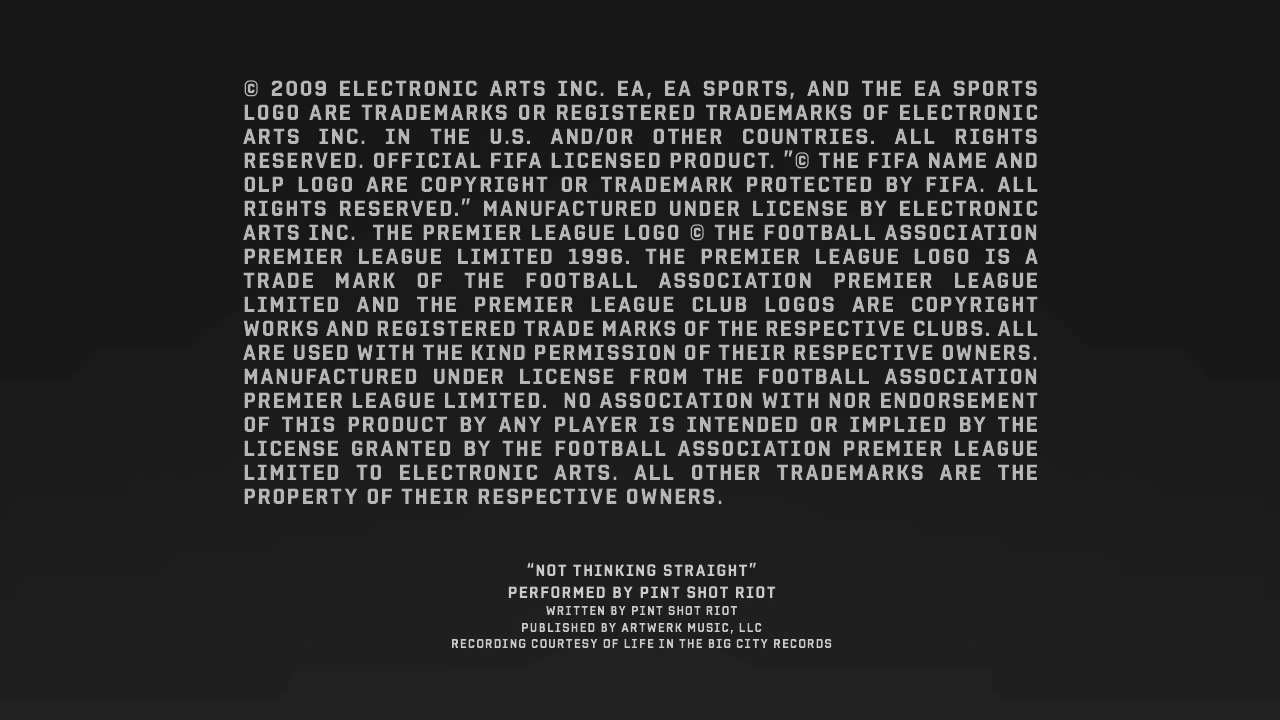 © 2009 ELECTRONIC ARTS INC. EA, EA SPORTS, AND THE EA SPORTS
LOGO ARE TRADEMARKS OR REGISTERED TRADEMARKS OF ELECTRONIC
ARTS INC. IN THE U.S. AND/OR OTHER COUNTRIES. ALL RIGHTS
RESERVED. OFFICIAL FIFA LICENSED PRODUCT. "© THE FIFA NAME AND
OLP LOGO ARE COPYRIGHT OR TRADEMARK PROTECTED BY FIFA. ALL
RIGHTS RESERVED." MANUFACTURED UNDER LICENSE BY ELECTRONIC
ARTS INC. THE PREMIER LEAGUE LOGO © THE FOOTBALL ASSOCIATION
PREMIER LEAGUE LIMITED 1996. THE PREMIER LEAGUE LOGO IS A
TRADE MARK OF THE FOOTBALL ASSOCIATION PREMIER LEAGUE
LIMITED AND THE PREMIER LEAGUE CLUB LOGOS ARE COPYRIGHT
WORKS AND REGISTERED TRADE MARKS OF THE RESPECTIVE CLUBS. ALL
ARE USED WITH THE KIND PERMISSION OF THEIR RESPECTIVE OWNERS.
MANUFACTURED UNDER LICENSE FROM THE FOOTBALL ASSOCIATION
PREMIER LEAGUE LIMITED. NO ASSOCIATION WITH NOR ENDORSEMENT
OF THIS PRODUCT BY ANY PLAYER IS INTENDED OR IMPLIED BY THE
LICENSE GRANTED BY THE FOOTBALL ASSOCIATION PREMIER LEAGUE
LIMITED TO ELECTRONIC ARTS. ALL OTHER TRADEMARKS ARE THE
PROPERTY OF THEIR RESPECTIVE OWNERS.
“NOT THINKING STRAIGHT”
PERFORMED BY PINT SHOT RIOT
WRITTEN BY PINT SHOT RIOT
PUBLISHED BY ARTWERK MUSIC, LLC
RECORDING COURTESY OF LIFE IN THE BIG CITY RECORDS